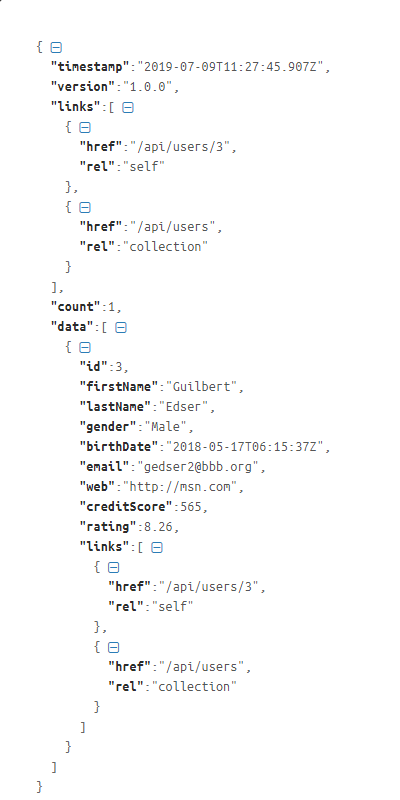 {
"timestamp":"2019-07-09T11:27:45.907Z",
"version":"1.0.0",
"links":[
{
"href":"/api/users/3",
"rel":"self"
},
{
"href":"/api/users",
"rel":"collection"
}
],
"count":1,
"data":[
{
"id":3,
"firstName":"Guilbert",
"lastName":"Edser",
"gender":"Male",
"birthDate":"2018-05-17T06:15:37Z",
"email":"gedser2@bbb.org",
"web":"http://msn.com",
"creditScore":565,
"rating":8.26,
"links":[
{
"href":"/api/users/3",
"rel":"self"
},
{
"href":"/api/users",
"rel":"collection"
}
]
}
]
}